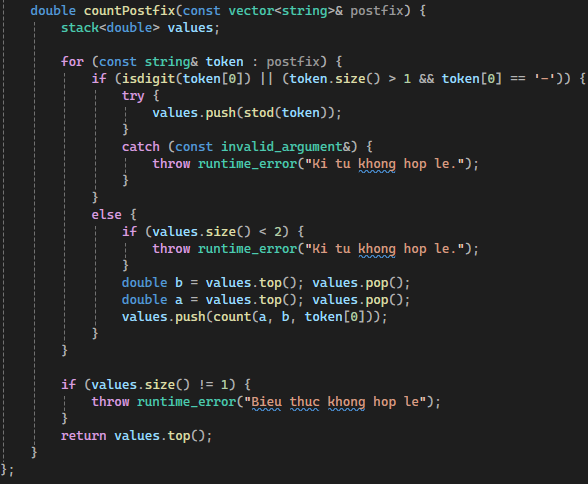 double countPostfix(const vector<string>& postfix) {
stack<double> values;
for (const string& token : postfix) {
if (isdigit(token[0]) || (token.size() > 1 && token[0] == '-')) {
try {
values.push(stod(token));
}
catch (const invalid_argument&) {
throw runtime_error("Ki tu khong hop le.");
}
}
else {
if (values.size() < 2) {
throw runtime_error("Ki tu khong hop le.");
}
double b = values.top(); values.pop();
double a = values.top(); values.pop();
values.push(count(a, b, token[0]));
}
}
if (values.size() != 1) {
throw runtime_error("Bieu thuc khong hop le");
}
return values.top();
}
};